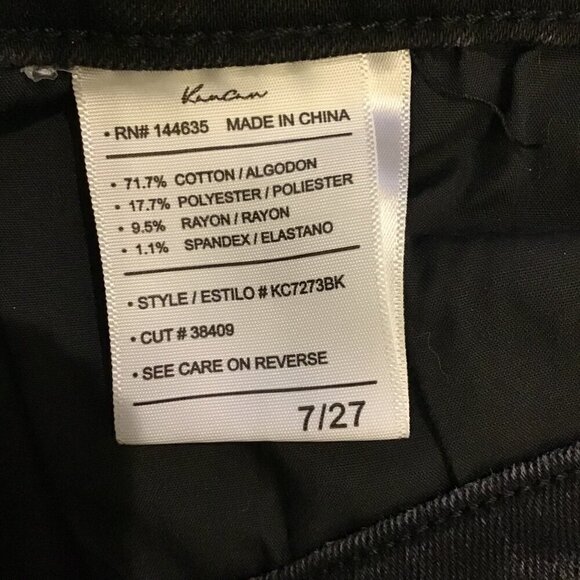 KanCan
• RN# 144635 MADE IN CHINA
• 71.7% COTTON / ALGODON
• 17.7% POLYESTER / POLIESTER
• 9.5% RAYON / RAYON
• 1.1% SPANDEX / ELASTANO
• STYLE / ESTILO # KC7273BK
• CUT # 38409
• SEE CARE ON REVERSE
7/27